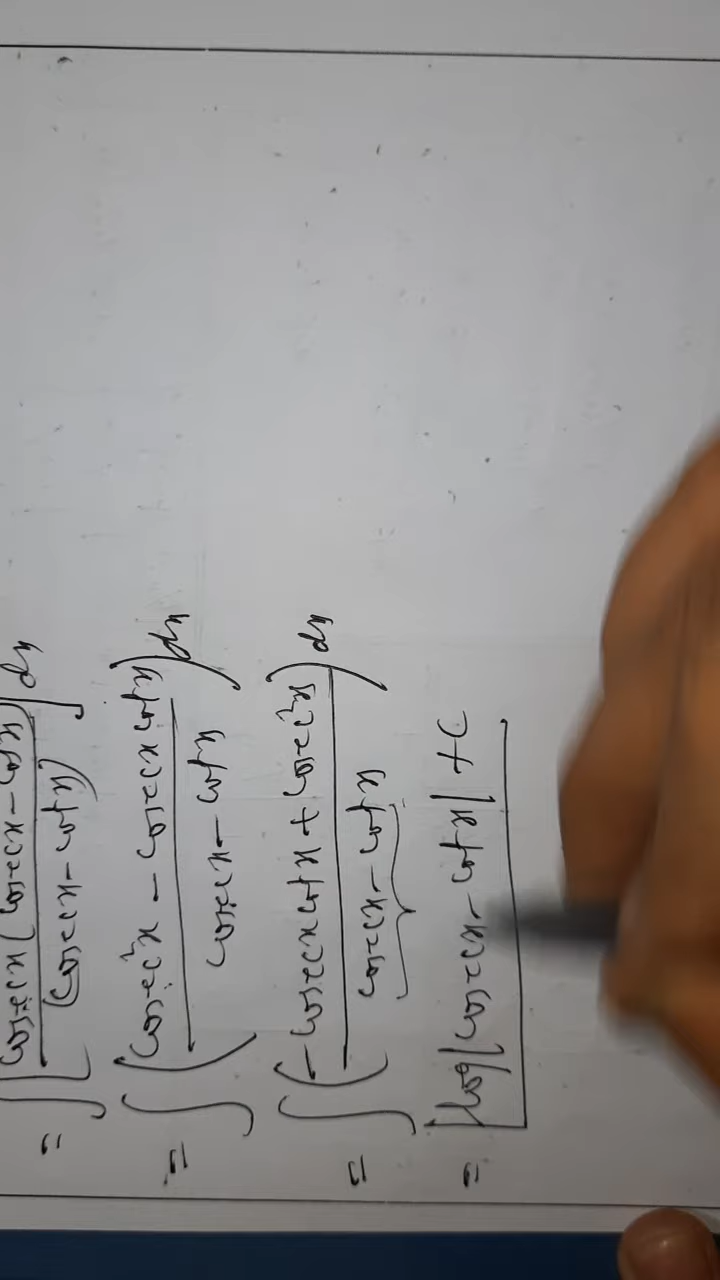 = ∫ [cosecx (cosecx - cotx) / (cosecx - cotx)] dx
= ∫ (cosec²x - cosecx cotx / cosecx - cotx) dx
= ∫ (-cosecx cotx + cosec²x / cosecx - cotx) dx
= log|cosecx - cotx| + c